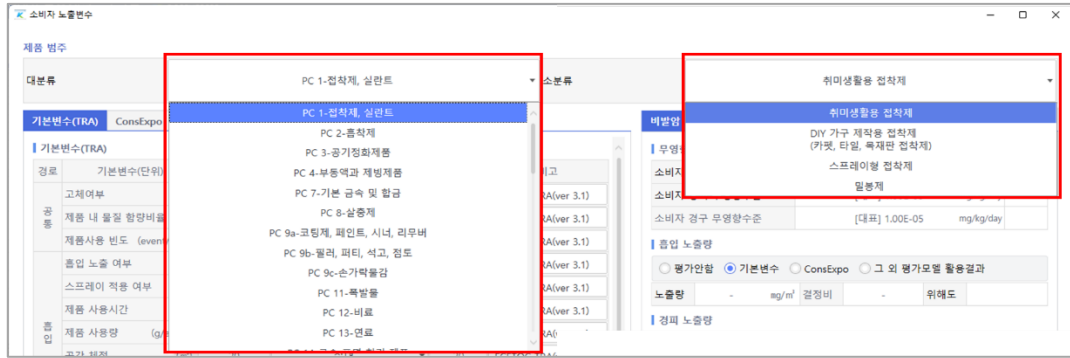 소비자 노출변수
제품 범주
대분류 PC 1-접착제, 실란트 소분류 취미생활용 접착제
PC 1-접착제, 실란트
PC 2-흡착제
PC 3-공기정화제품
PC 4-부동액과 제빙제품
PC 7-기본 금속 및 합금
PC 8-살충제
PC 9a-코팅제, 페인트, 시너, 리무버
PC 9b-필러, 퍼티, 석고, 점토
PC 9c-손가락물감
PC 11-폭발물
PC 12-비료
PC 13-연료
취미생활용 접착제
DIY 가구 제작용 접착제
(카펫, 타일, 목재판 접착제)
스프레이형 접착제
밀봉제
기본변수(TRA) ConsExpo
기본변수(TRA)
경로 기본변수(단위)
공통
고체여부 RA(ver 3.1)
제품 내 물질 함량비율 RA(ver 3.1)
제품사용 빈도 RA(ver 3.1)
흡입
흡입 노출 여부 RA(ver 3.1)
스프레이 적용 여부 RA(ver 3.1)
제품 사용시간 RA(ver 3.1)
제품 사용량
비발암
소비자 경구 무영향수준 [대표] 1.00E-05 mg/kg/day
흡입 노출량
평가안함 기본변수 ConsExpo 그 외 평가모델 활용결과
노출량 - mg/㎥ 결정비 - 위해도
경피 노출량